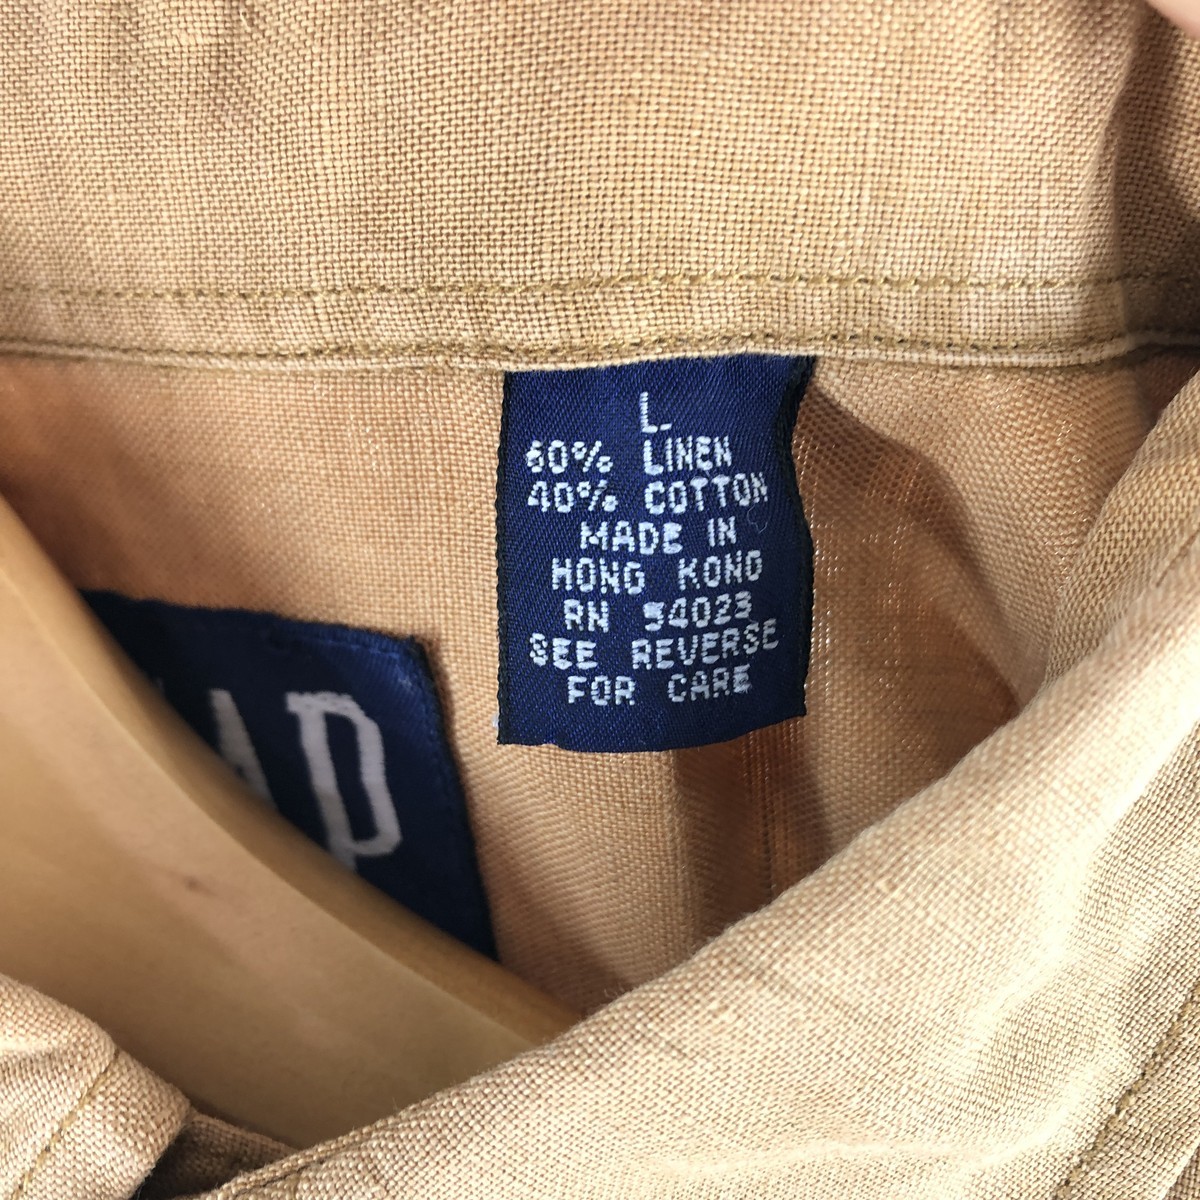 L
60% LINEN
40% COTTON
MADE IN
HONG KONG
RN 54023
SEE REVERSE
FOR CARE
AP